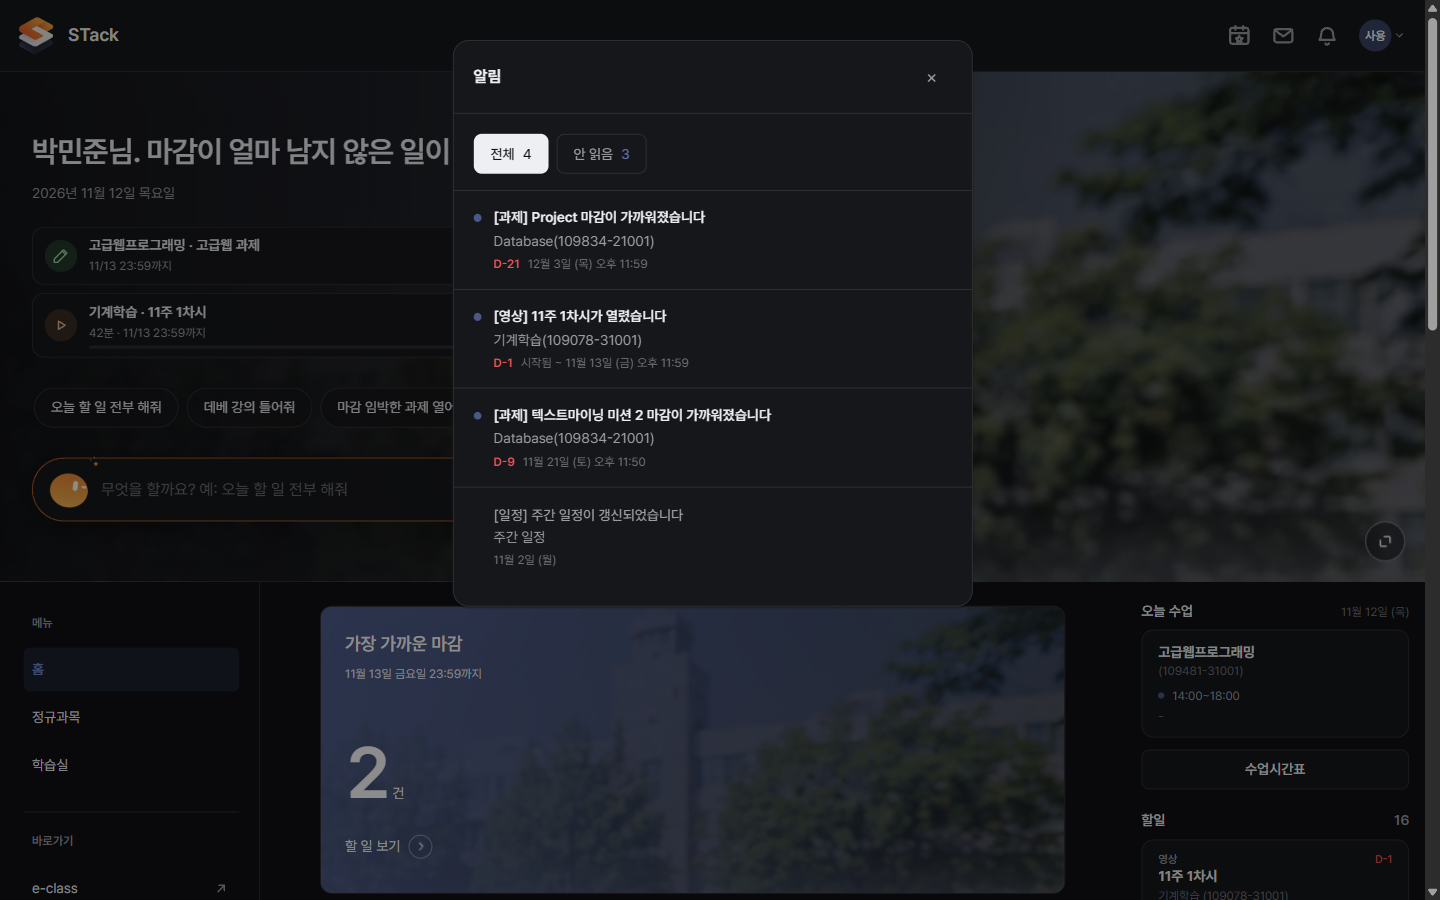 STack
사용
알림
×
전체 4
안 읽음 3
[과제] Project 마감이 가까워졌습니다
Database(109834-21001)
D-21 12월 3일 (목) 오후 11:59
[영상] 11주 1차시가 열렸습니다
기계학습(109078-31001)
D-1 시작됨 ~ 11월 13일 (금) 오후 11:59
[과제] 텍스트마이닝 미션 2 마감이 가까워졌습니다
Database(109834-21001)
D-9 11월 21일 (토) 오후 11:50
[일정] 주간 일정이 갱신되었습니다
주간 일정
11월 2일 (월)
박민준님. 마감이 얼마 남지 않은 일이
2026년 11월 12일 목요일
고급웹프로그래밍 · 고급웹 과제
11/13 23:59까지
기계학습 · 11주 1차시
42분 · 11/13 23:59까지
오늘 할 일 전부 해줘
데베 강의 틀어줘
마감 임박한 과제 열어
무엇을 할까요? 예: 오늘 할 일 전부 해줘
메뉴
홈
정규과목
학습실
바로가기
e-class
가장 가까운 마감
11월 13일 금요일 23:59까지
2 건
할 일 보기
오늘 수업 11월 12일 (목)
고급웹프로그래밍
(109481-31001)
14:00~18:00
-
수업시간표
할일 16
영상 D-1
11주 1차시
기계학습 (109078-31001)